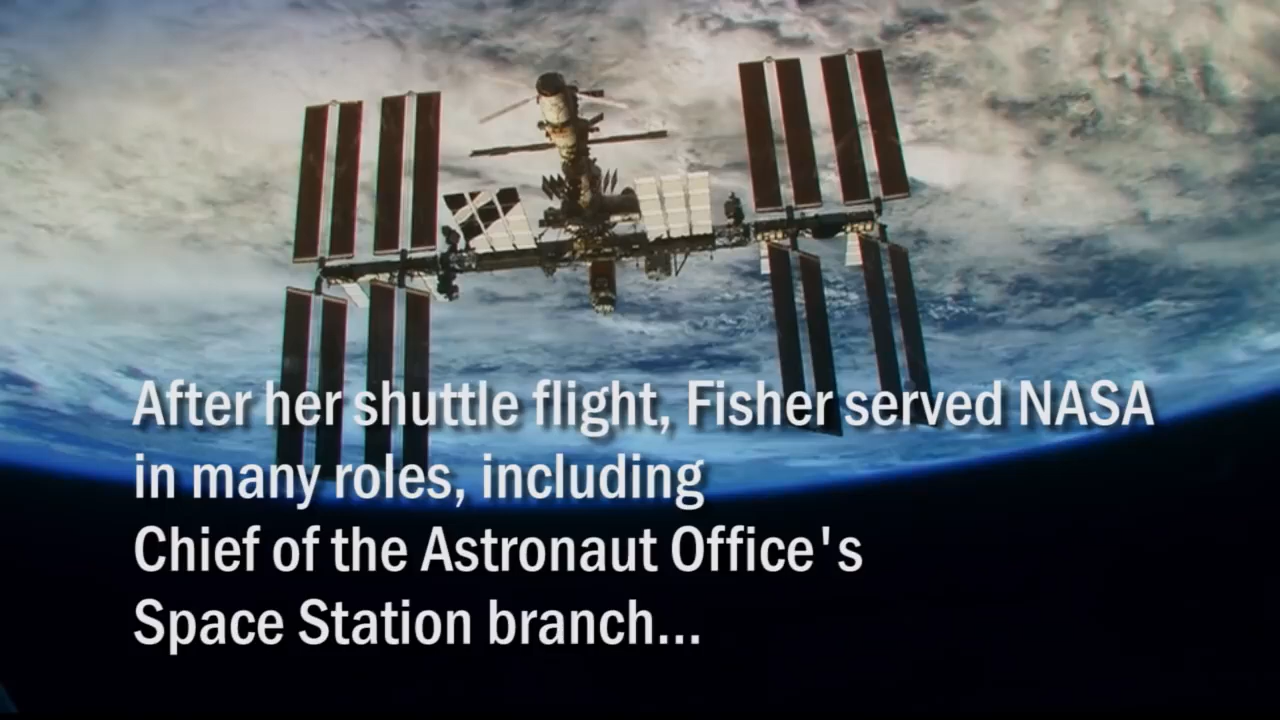 After her shuttle flight, Fisher served NASA
in many roles, including
Chief of the Astronaut Office's
Space Station branch...